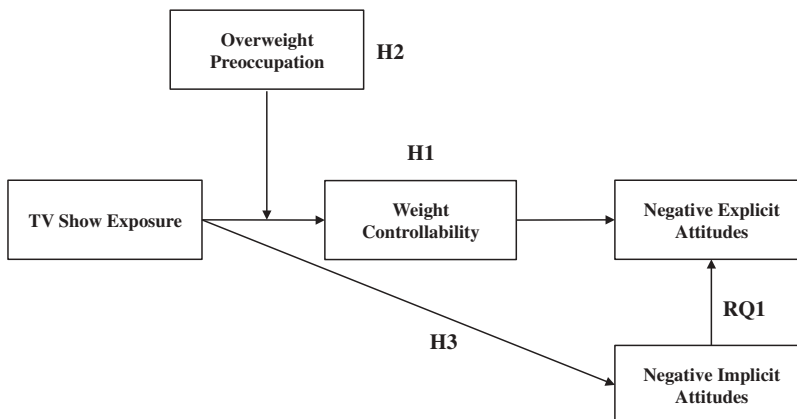 Overweight
Preoccupation
H2
H1
TV Show Exposure
Weight
Controllability
Negative Explicit
Attitudes
RQ1
H3
Negative Implicit
Attitudes